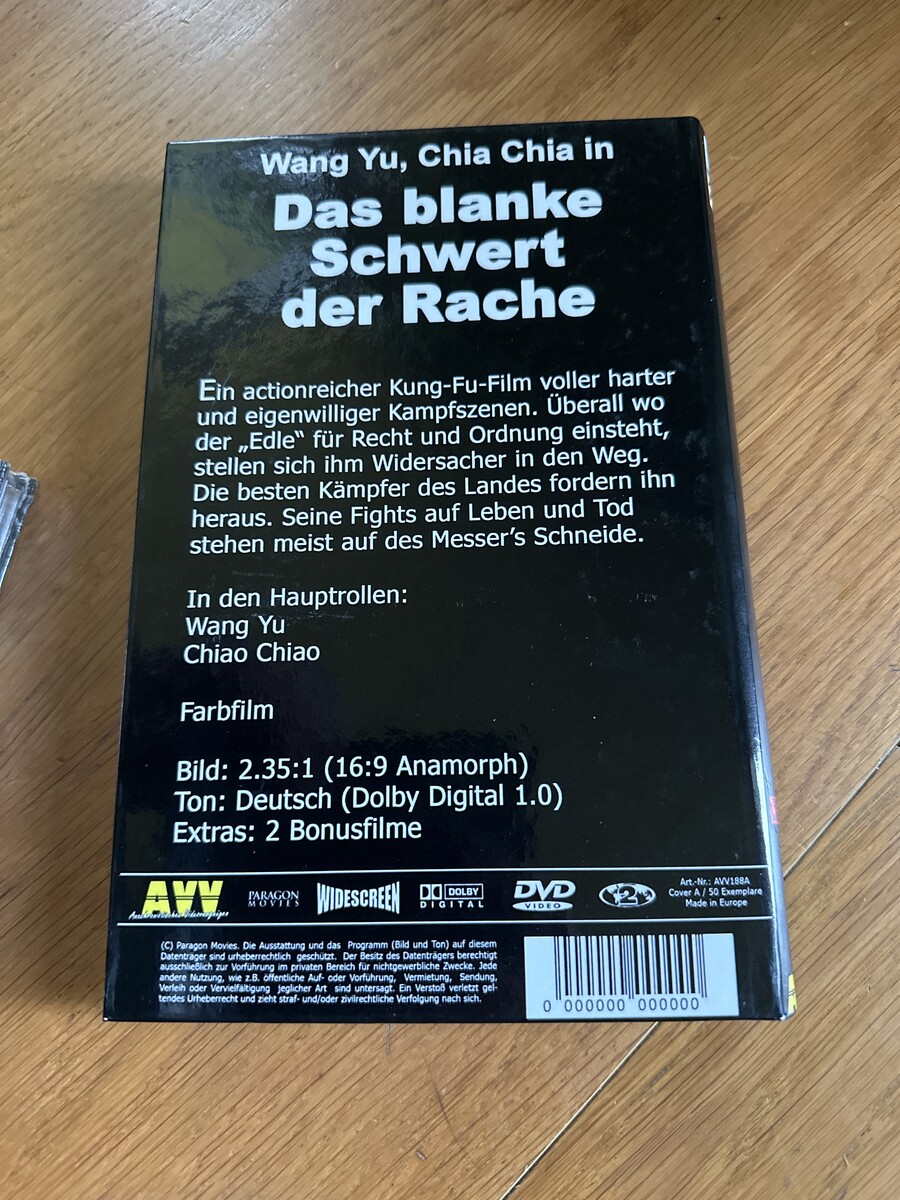 Wang Yu, Chia Chia in
Das blanke
Schwert
der Rache
Ein actionreicher Kung-Fu-Film voller harter
und eigenwilliger Kampfszenen. Überall wo
der „Edle“ für Recht und Ordnung einsteht,
stellen sich ihm Widersacher in den Weg.
Die besten Kämpfer des Landes fordern ihn
heraus. Seine Fights auf Leben und Tod
stehen meist auf des Messer’s Schneide.
In den Hauptrollen:
Wang Yu
Chiao Chiao
Farbfilm
Bild: 2.35:1 (16:9 Anamorph)
Ton: Deutsch (Dolby Digital 1.0)
Extras: 2 Bonusfilme
AVV
PARAGON
MOVIES
WIDESCREEN
DOLBY
DIGITAL
DVD
VIDEO
2
Art.-Nr.: AVV188A
Cover A / 50 Exemplare
Made in Europe
(C) Paragon Movies. Die Ausstattung und das Programm (Bild und Ton) auf diesem
Datenträger sind urheberrechtlich geschützt. Der Besitz des Datenträgers berechtigt
ausschließlich zur Vorführung im privaten Bereich für nichtgewerbliche Zwecke. Jede
andere Nutzung, wie z.B. öffentliche Auf- oder Vorführung, Vermietung, Sendung,
Verleih oder Vervielfältigung jeglicher Art sind untersagt. Ein Verstoß verletzt gel-
tendes Urheberrecht und zieht straf- und/oder zivilrechtliche Verfolgung nach sich.
0 000000 000000